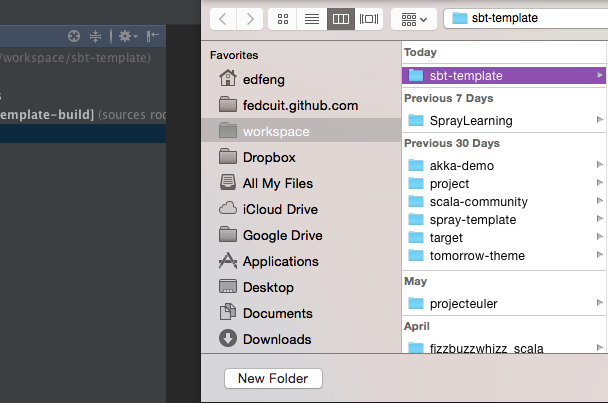 /workspace/sbt-template)
emplate-build] (sources roo
sbt-template
Favorites
edfeng
fedcuit.github.com
workspace
Dropbox
All My Files
iCloud Drive
Google Drive
Applications
Desktop
Documents
Downloads
Today
sbt-template
Previous 7 Days
SprayLearning
Previous 30 Days
akka-demo
project
scala-community
spray-template
target
tomorrow-theme
May
projecteuler
April
fizzbuzzwhizz_scala
New Folder